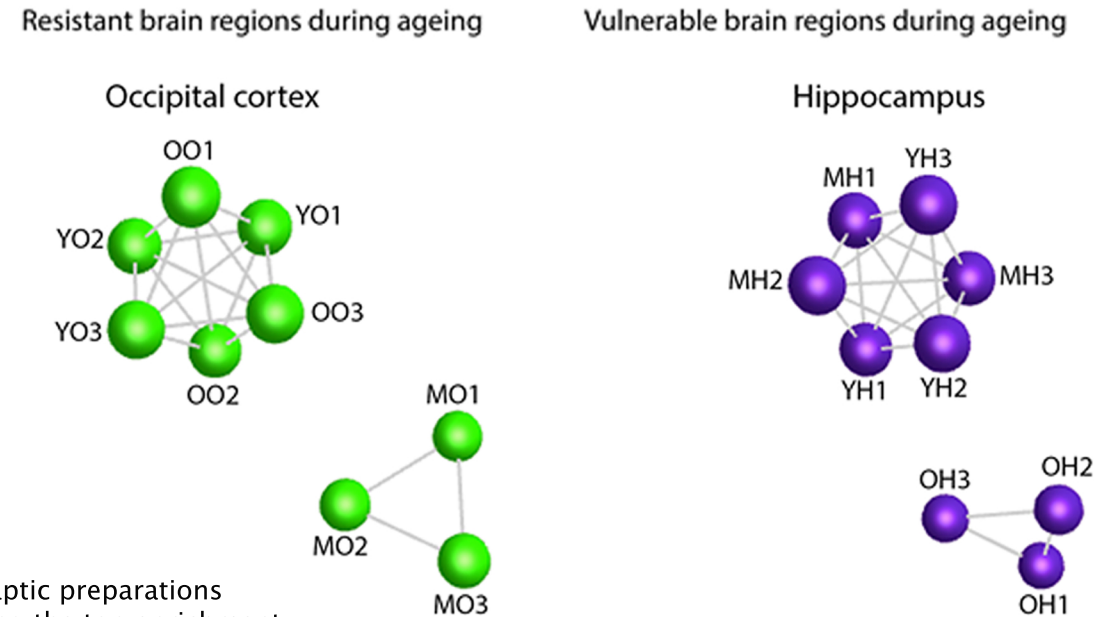 Resistant brain regions during ageing
Vulnerable brain regions during ageing
Occipital cortex
Hippocampus
OO1
YO1
YO2
OO3
YO3
OO2
MO1
MO2
MO3
YH3
MH1
MH2
MH3
YH1
YH2
OH3
OH2
OH1
preparations